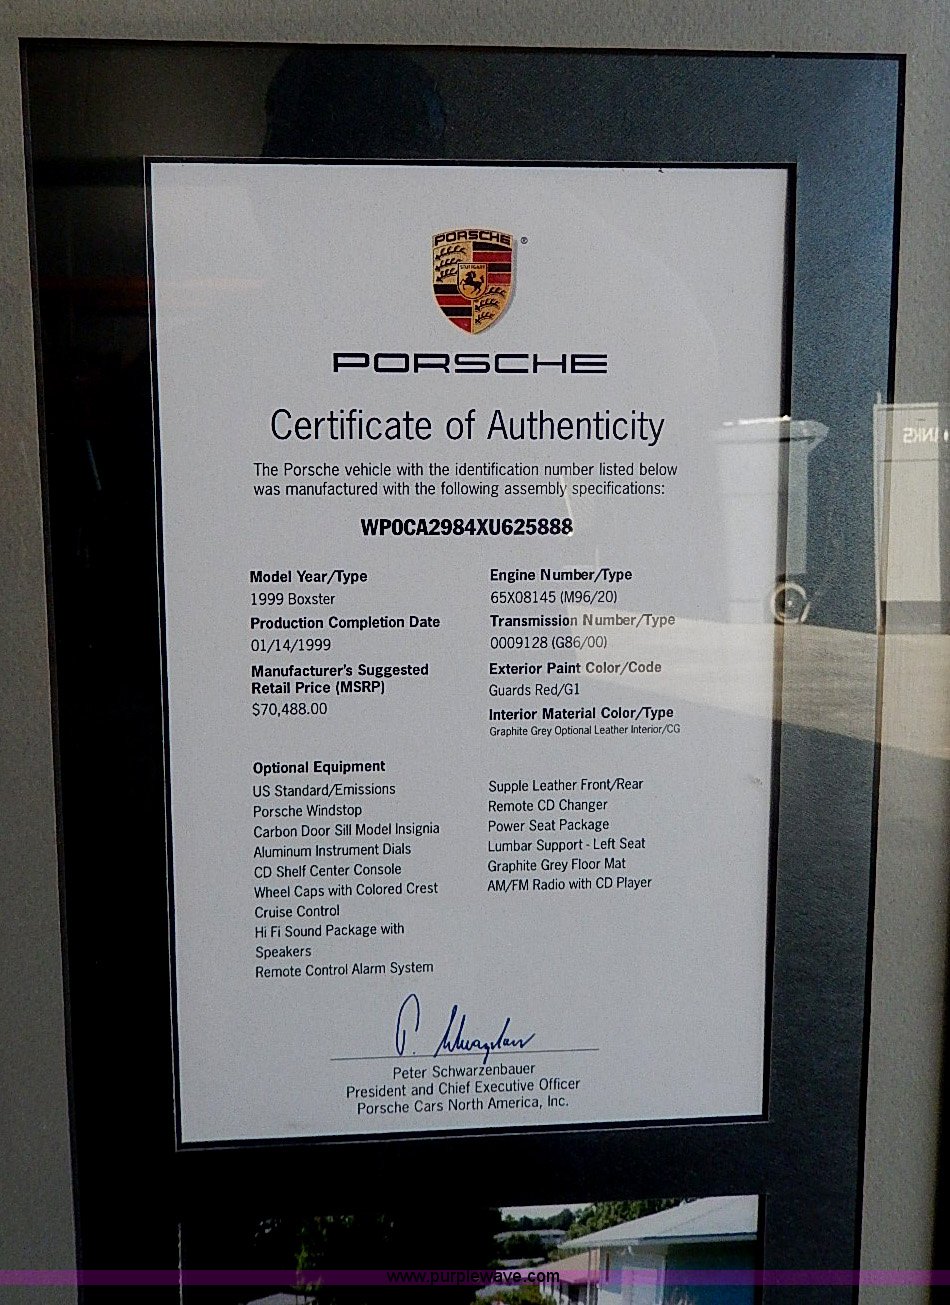 PORSCHE
®
STUTTGART
PORSCHE
Certificate of Authenticity
The Porsche vehicle with the identification number listed below
was manufactured with the following assembly specifications:
WP0CA2984XU625888
Model Year/Type
1999 Boxster
Production Completion Date
01/14/1999
Manufacturer's Suggested
Retail Price (MSRP)
$70,488.00
Engine Number/Type
65X08145 (M96/20)
Transmission Number/Type
0009128 (G86/00)
Exterior Paint Color/Code
Guards Red/G1
Interior Material Color/Type
Graphite Grey Optional Leather Interior/CG
Optional Equipment
US Standard/Emissions
Porsche Windstop
Carbon Door Sill Model Insignia
Aluminum Instrument Dials
CD Shelf Center Console
Wheel Caps with Colored Crest
Cruise Control
Hi Fi Sound Package with
Speakers
Remote Control Alarm System
Supple Leather Front/Rear
Remote CD Changer
Power Seat Package
Lumbar Support - Left Seat
Graphite Grey Floor Mat
AM/FM Radio with CD Player
Peter Schwarzenbauer
President and Chief Executive Officer
Porsche Cars North America, Inc.
www.purplewave.com